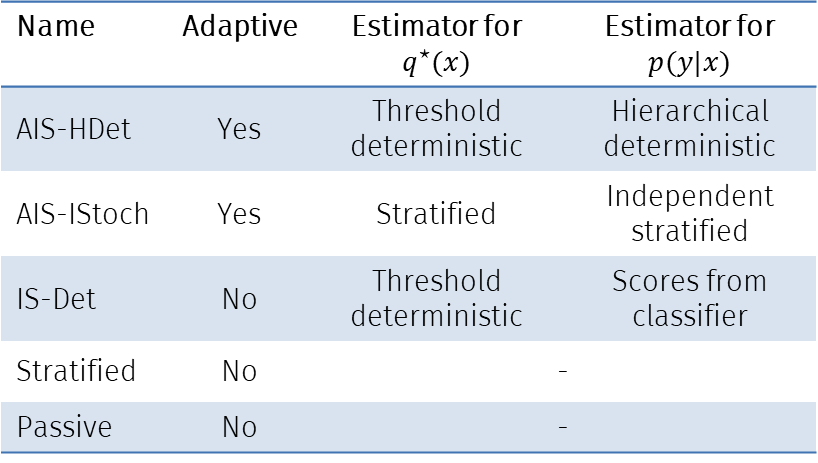 Name Adaptive Estimator for Estimator for
q*(x) p(y|x)
AIS-HDet Yes Threshold deterministic Hierarchical deterministic
AIS-IStoch Yes Stratified Independent stratified
IS-Det No Threshold deterministic Scores from classifier
Stratified No -
Passive No -